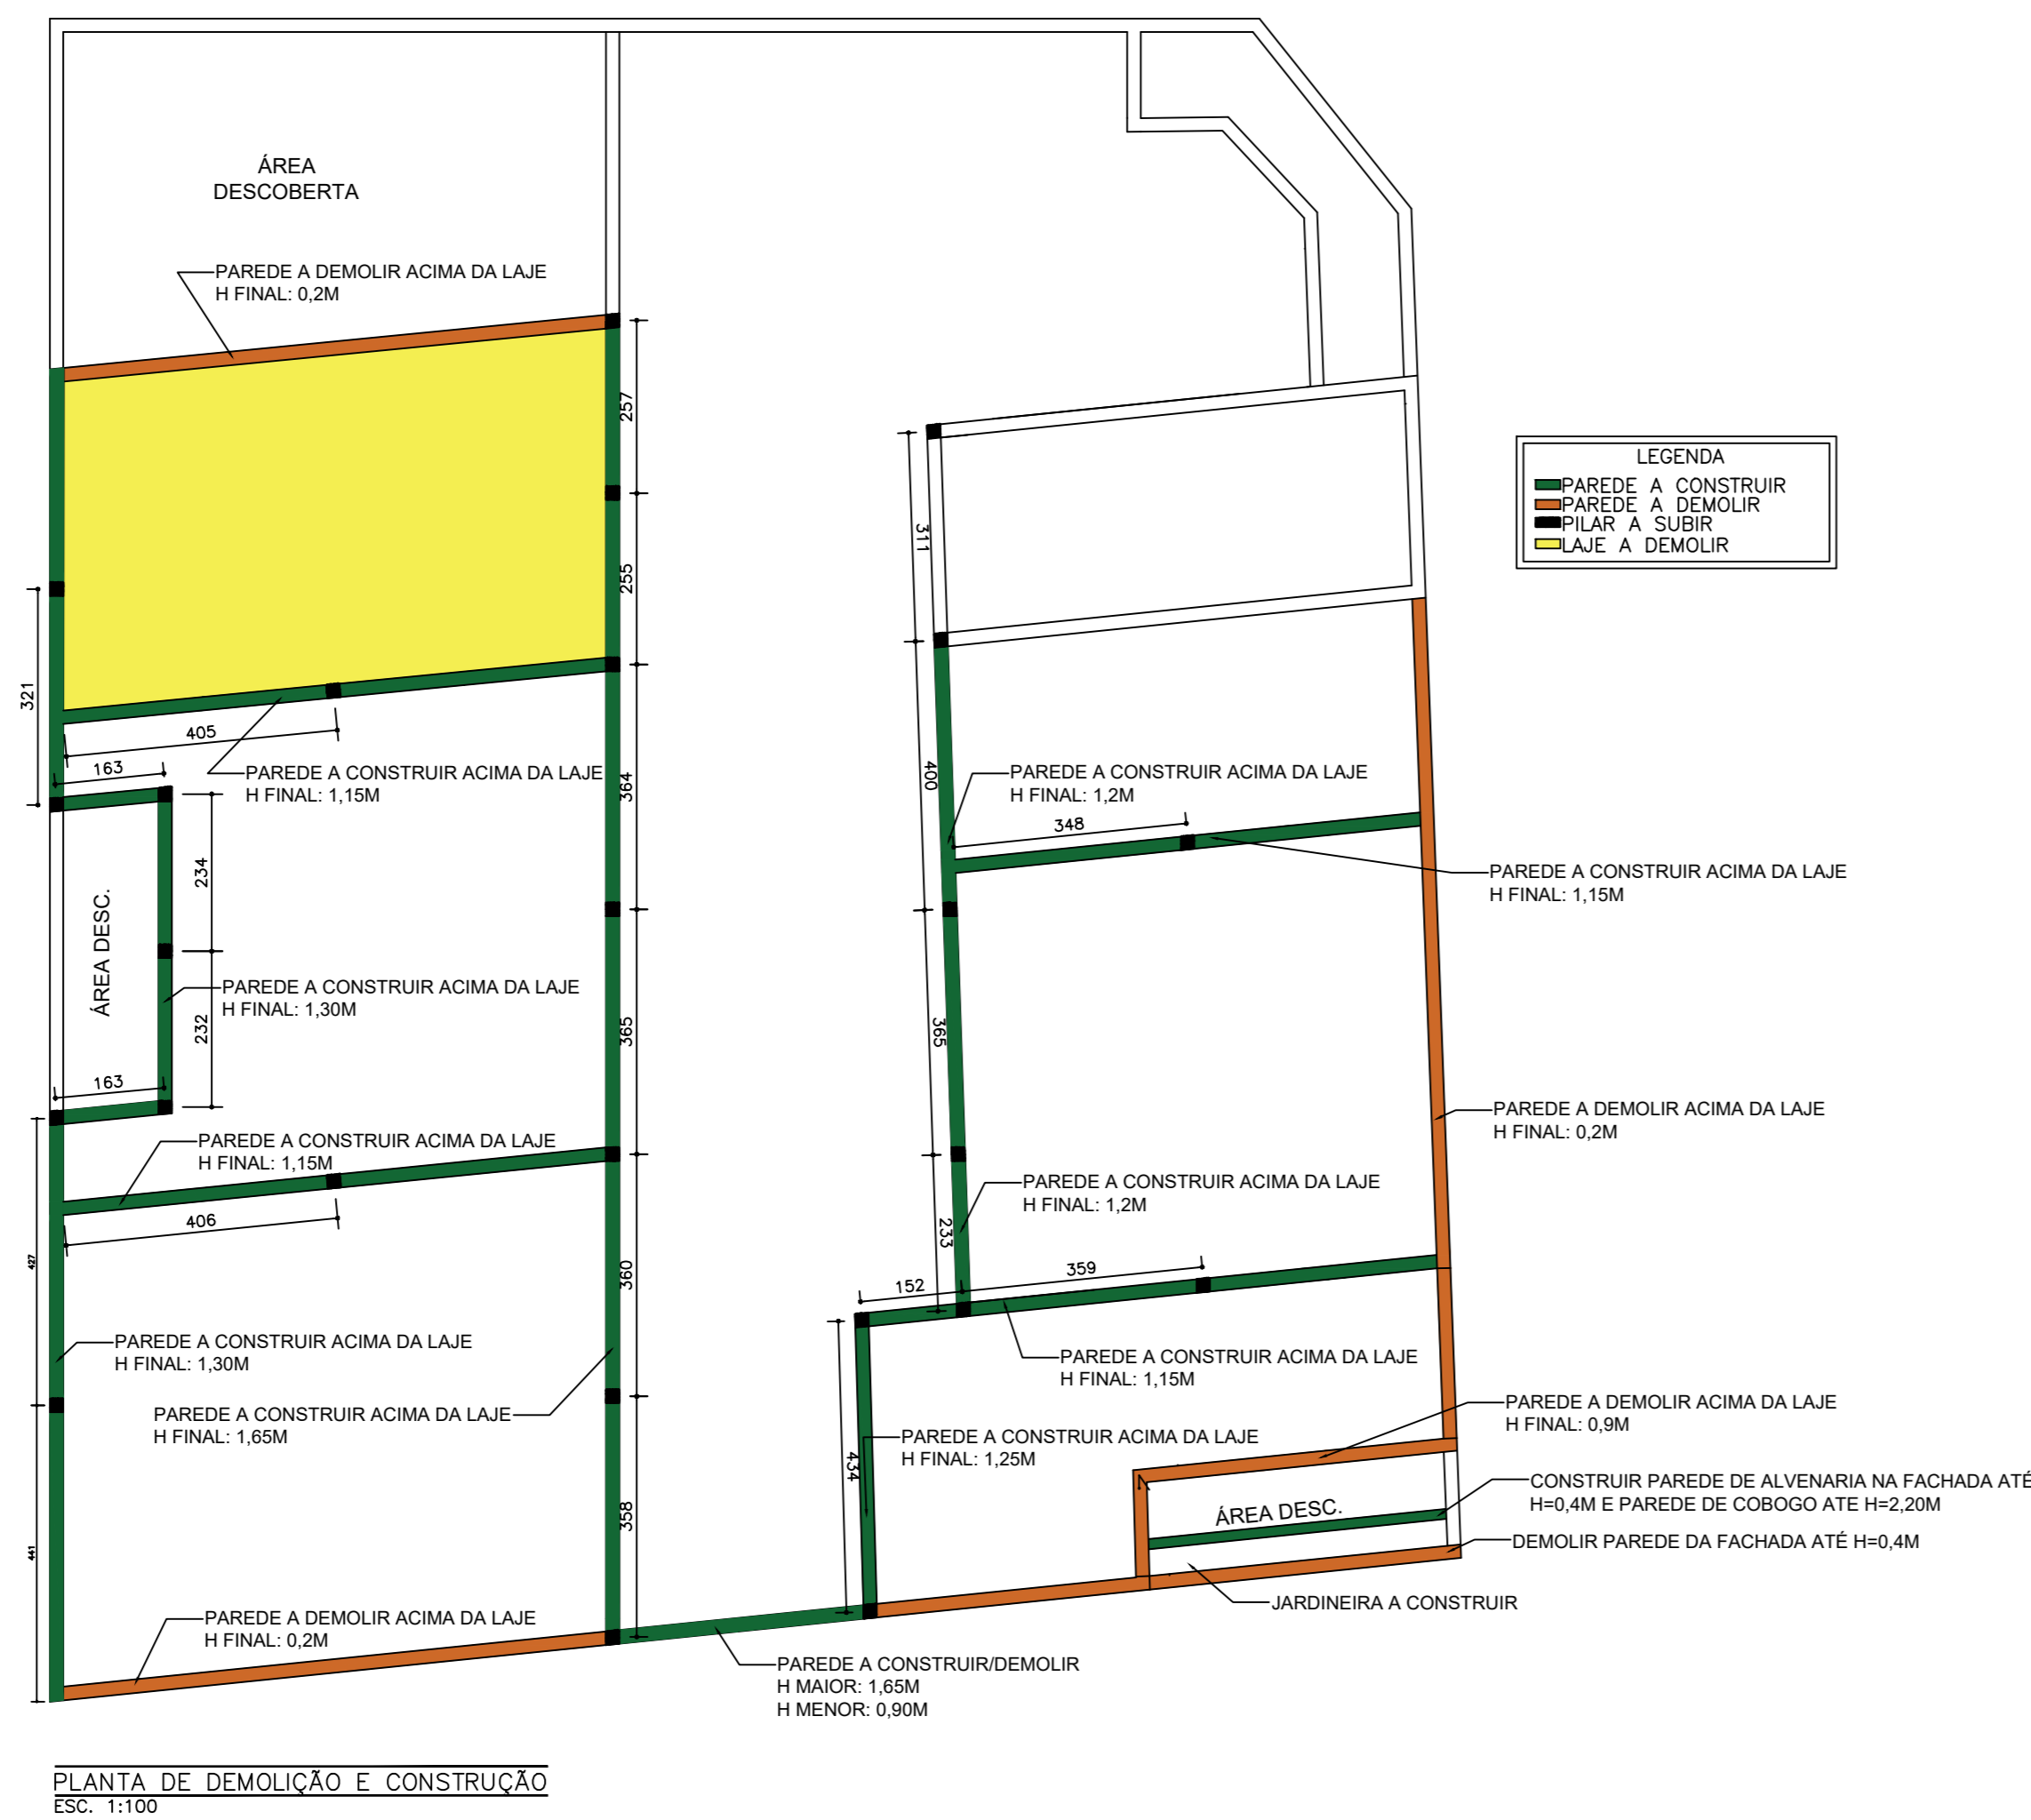 ÁREA
DESCOBERTA
PAREDE A DEMOLIR ACIMA DA LAJE
H FINAL: 0,2M
257
255
321
405
163
PAREDE A CONSTRUIR ACIMA DA LAJE
H FINAL: 1,15M
364
234
ÁREA DESC.
PAREDE A CONSTRUIR ACIMA DA LAJE
H FINAL: 1,30M
232
365
163
PAREDE A CONSTRUIR ACIMA DA LAJE
H FINAL: 1,15M
406
427
360
PAREDE A CONSTRUIR ACIMA DA LAJE
H FINAL: 1,30M
PAREDE A CONSTRUIR ACIMA DA LAJE
H FINAL: 1,65M
441
358
PAREDE A DEMOLIR ACIMA DA LAJE
H FINAL: 0,2M
311
LEGENDA
PAREDE A CONSTRUIR
PAREDE A DEMOLIR
PILAR A SUBIR
LAJE A DEMOLIR
400
PAREDE A CONSTRUIR ACIMA DA LAJE
H FINAL: 1,2M
348
PAREDE A CONSTRUIR ACIMA DA LAJE
H FINAL: 1,15M
365
PAREDE A DEMOLIR ACIMA DA LAJE
H FINAL: 0,2M
PAREDE A CONSTRUIR ACIMA DA LAJE
H FINAL: 1,2M
233
152
359
PAREDE A CONSTRUIR ACIMA DA LAJE
H FINAL: 1,15M
PAREDE A DEMOLIR ACIMA DA LAJE
H FINAL: 0,9M
434
PAREDE A CONSTRUIR ACIMA DA LAJE
H FINAL: 1,25M
CONSTRUIR PAREDE DE ALVENARIA NA FACHADA ATÉ
H=0,4M E PAREDE DE COBOGO ATE H=2,20M
ÁREA DESC.
DEMOLIR PAREDE DA FACHADA ATÉ H=0,4M
JARDINEIRA A CONSTRUIR
PAREDE A CONSTRUIR/DEMOLIR
H MAIOR: 1,65M
H MENOR: 0,90M
PLANTA DE DEMOLIÇÃO E CONSTRUÇÃO
ESC. 1:100